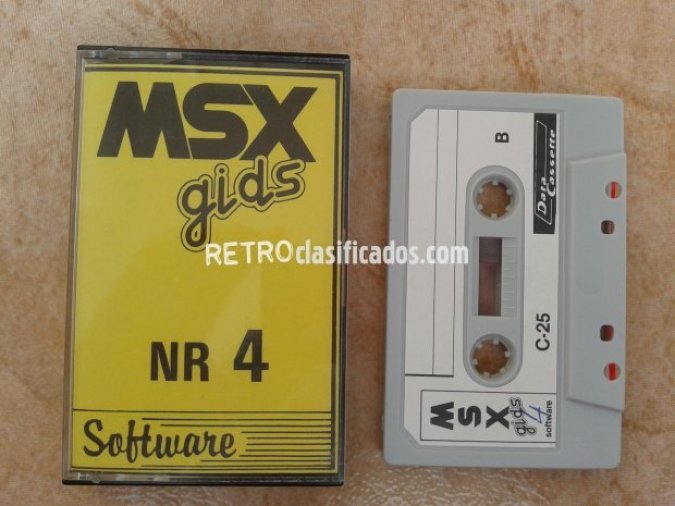 MSX
gids
NR 4
Software
RETROclasificados.com
B
Data
Cassette
C-25
MSX
gids
4
software